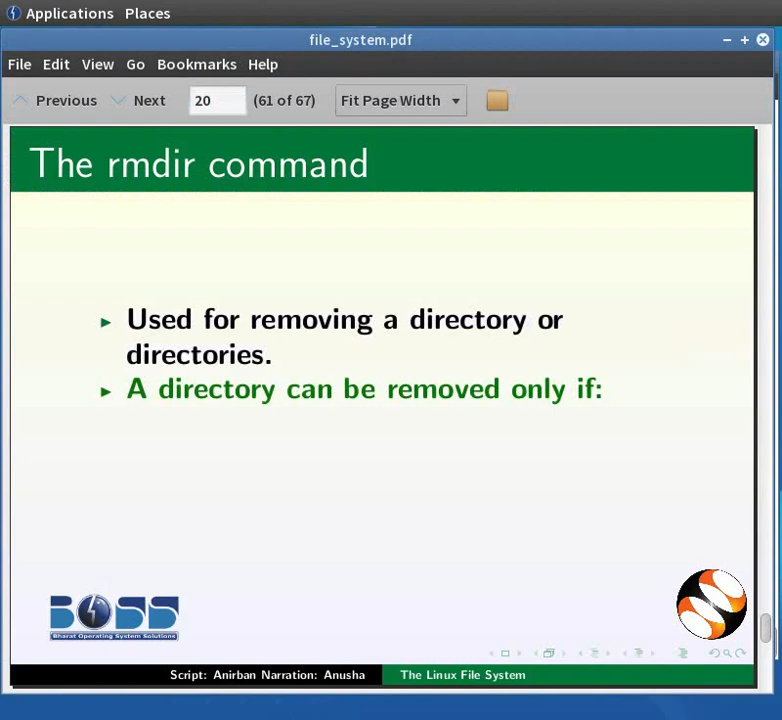 Applications Places
file_system.pdf
File Edit View Go Bookmarks Help
Previous Next 20 (61 of 67) Fit Page Width
The rmdir command
Used for removing a directory or
directories.
A directory can be removed only if:
BOSS
Bharat Operating System Solutions
Script: Anirban Narration: Anusha The Linux File System